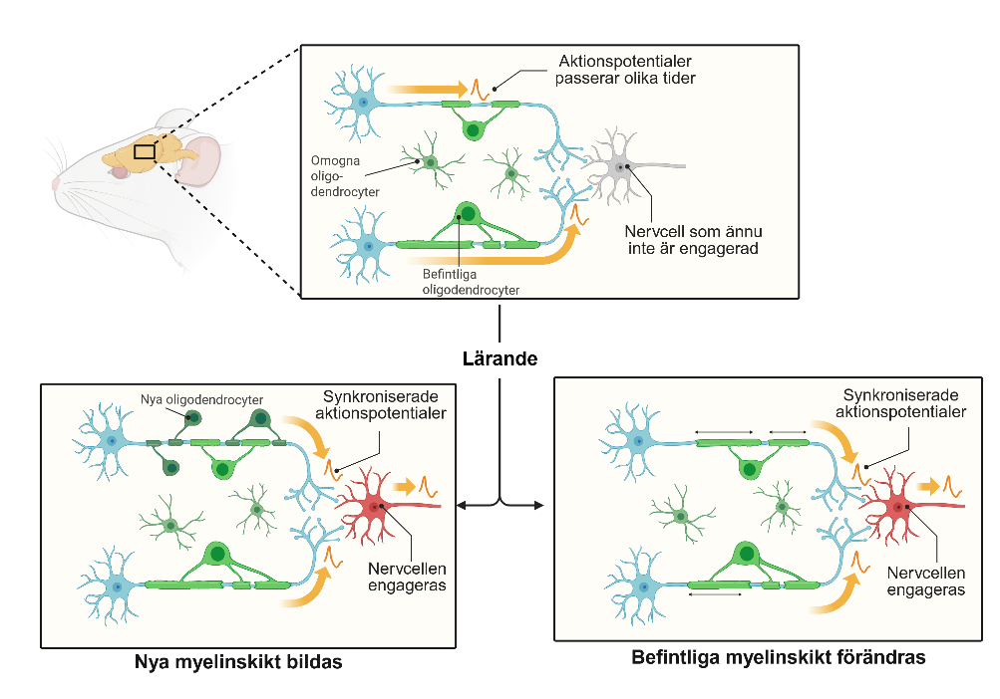 Aktionspotentialer
passerar olika tider
Omogna
oligo-
dendrocyter
Nervcell som ännu
inte är engagerad
Befintliga
oligodendrocyter
Lärande
Nya oligodendrocyter
Synkroniserade
aktionspotentialer
Nervcellen
engageras
Nya myelinskikt bildas
Synkroniserade
aktionspotentialer
Nervcellen
engageras
Befintliga myelinskikt förändras